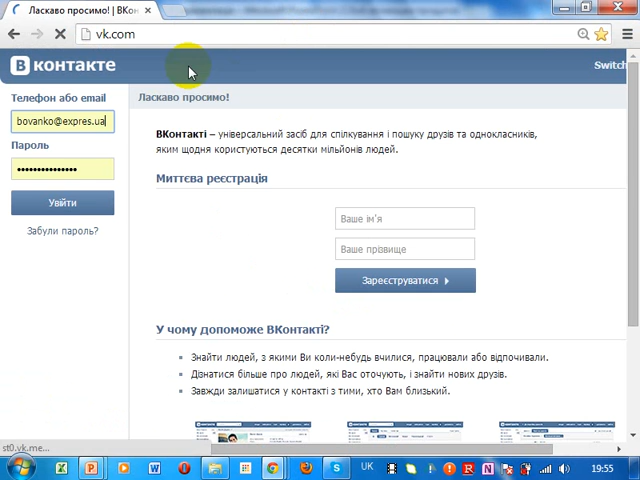 Ласкаво просимо! | ВКон
vk.com
В контакте
Switch
Телефон або email
Ласкаво просимо!
bovanko@expres.ua
ВКонтакті – універсальний засіб для спілкування і пошуку друзів та однокласників,
яким щодня користуються десятки мільйонів людей.
Пароль
•••••••••••••••
Миттєва реєстрація
Увійти
Ваше ім'я
Забули пароль?
Ваше прізвище
Зареєструватися
У чому допоможе ВКонтакті?
Знайти людей, з якими Ви коли-небудь вчилися, працювали або відпочивали.
Дізнатися більше про людей, які Вас оточують, і знайти нових друзів.
Завжди залишатися у контакті з тими, хто Вам близький.
st0.vk.me...
UK
19:55